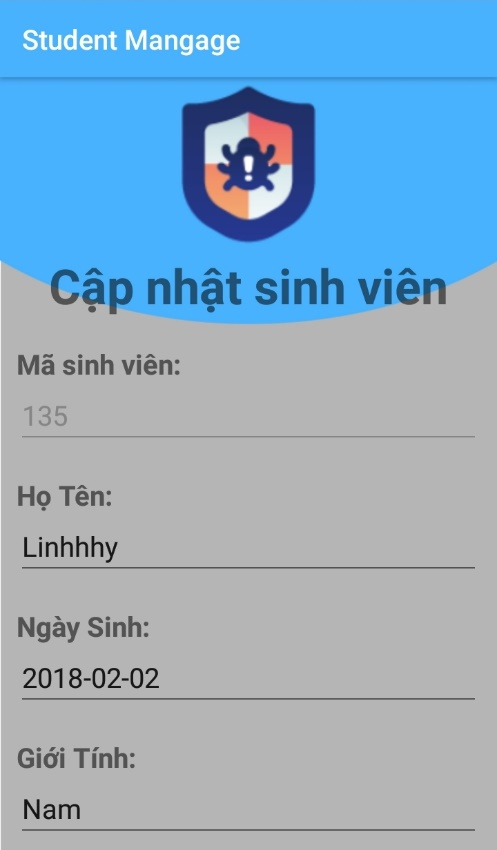 Student Mangage
Cập nhật sinh viên
Mã sinh viên:
135
Họ Tên:
Linhhhy
Ngày Sinh:
2018-02-02
Giới Tính:
Nam